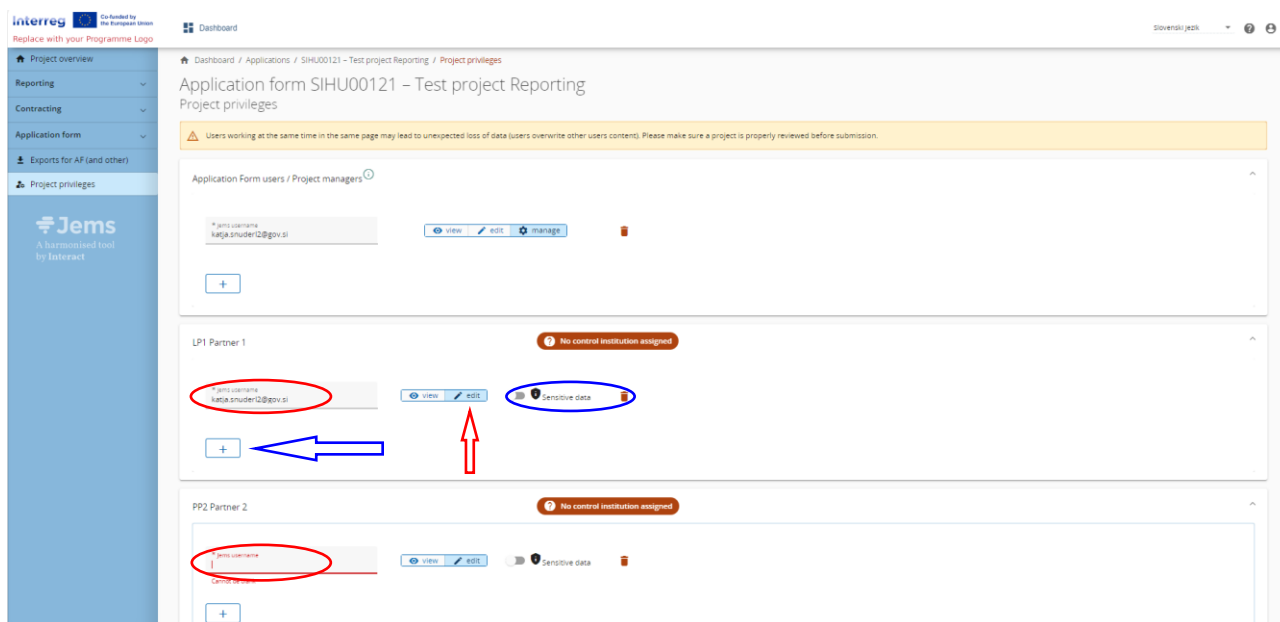 Interreg
Co-funded by
the European Union
Replace with your Programme Logo
Dashboard
Slovenski jezik
Project overview
Reporting
Contracting
Application form
Exports for AF (and other)
Project privileges
Jems
A harmonised tool
by Interact
Dashboard / Applications / SIHU00121 – Test project Reporting / Project privileges
Application form SIHU00121 – Test project Reporting
Project privileges
Users working at the same time in the same page may lead to unexpected loss of data (users overwrite other users content). Please make sure a project is properly reviewed before submission.
Application Form users / Project managers
* Jems username
katja.snuderl2@gov.si
view edit manage
+
LP1 Partner 1
No control institution assigned
* Jems username
katja.snuderl2@gov.si
view edit
Sensitive data
+
PP2 Partner 2
No control institution assigned
* Jems username
view edit
Sensitive data
Cannot be
+